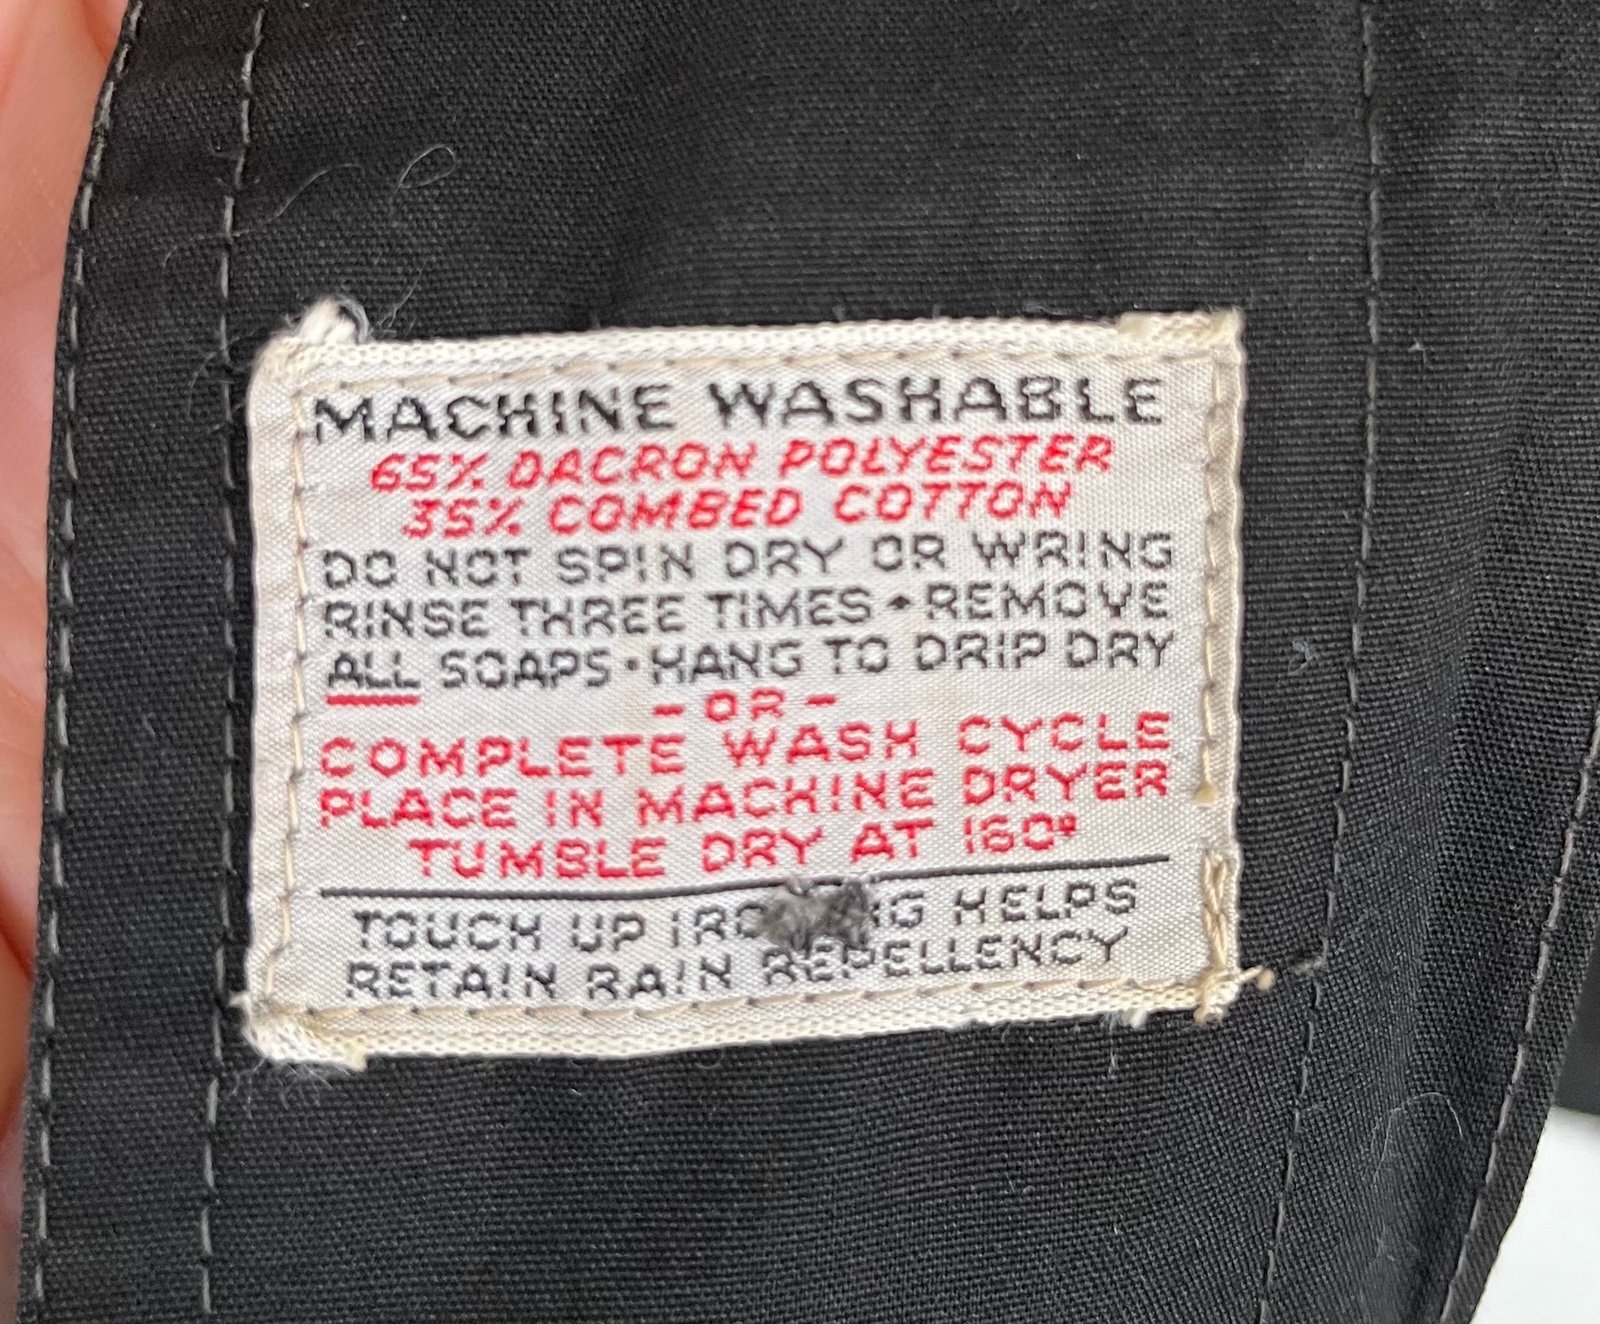 MACHINE WASHABLE
65% DACRON POLYESTER
35% COMBED COTTON
DO NOT SPIN DRY OR WRING
RINSE THREE TIMES • REMOVE
ALL SOAPS • HANG TO DRIP DRY
- OR -
COMPLETE WASH CYCLE
PLACE IN MACHINE DRYER
TUMBLE DRY AT 160°
TOUCH UP IRONING HELPS
RETAIN RAIN REPELLENCY